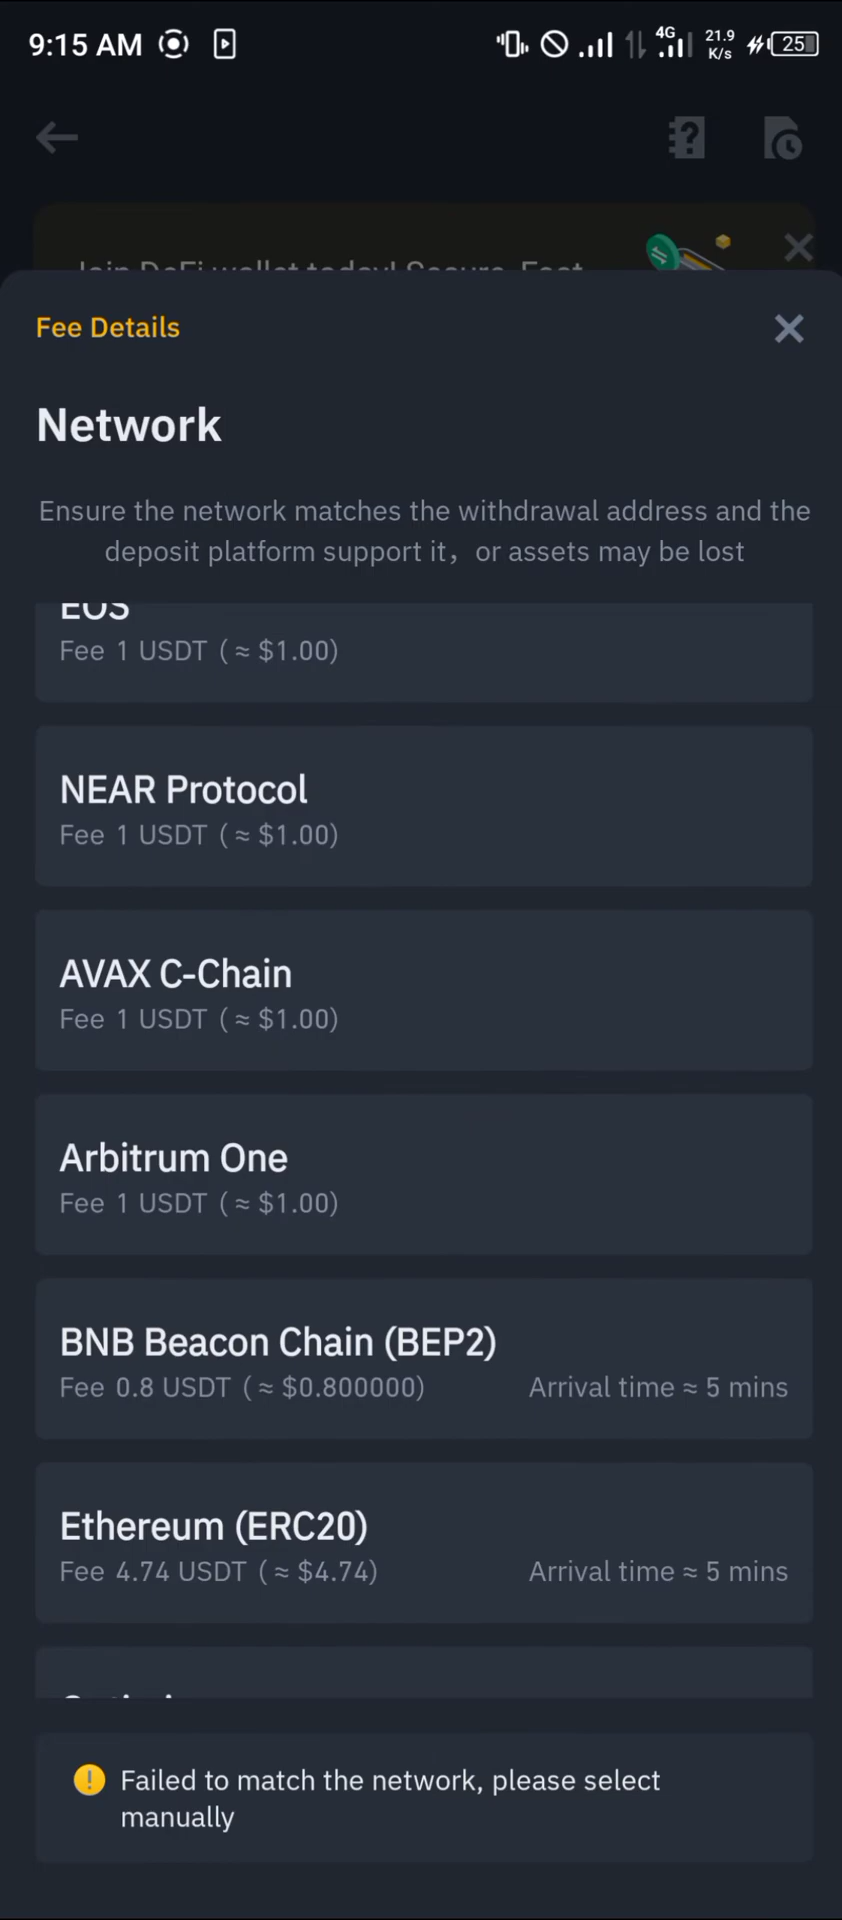 9:15 AM
4G
21.9
K/s
25
Fee Details
Network
Ensure the network matches the withdrawal address and the
deposit platform support it，or assets may be lost
EOS
Fee 1 USDT (≈ $1.00)
NEAR Protocol
Fee 1 USDT (≈ $1.00)
AVAX C-Chain
Fee 1 USDT (≈ $1.00)
Arbitrum One
Fee 1 USDT (≈ $1.00)
BNB Beacon Chain (BEP2)
Fee 0.8 USDT (≈ $0.800000) Arrival time ≈ 5 mins
Ethereum (ERC20)
Fee 4.74 USDT (≈ $4.74) Arrival time ≈ 5 mins
Failed to match the network, please select
manually